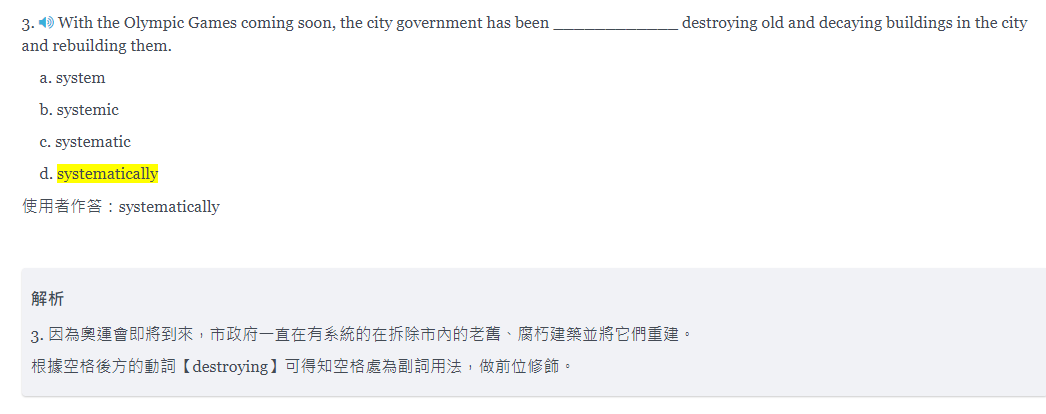 3. With the Olympic Games coming soon, the city government has been _____________ destroying old and decaying buildings in the city
and rebuilding them.
a. system
b. systemic
c. systematic
d. systematically
使用者作答：systematically
解析
3. 因為奧運會即將到來，市政府一直在有系統的在拆除市內的老舊、腐朽建築並將它們重建。
根據空格後方的動詞【destroying】可得知空格處為副詞用法，做前位修飾。